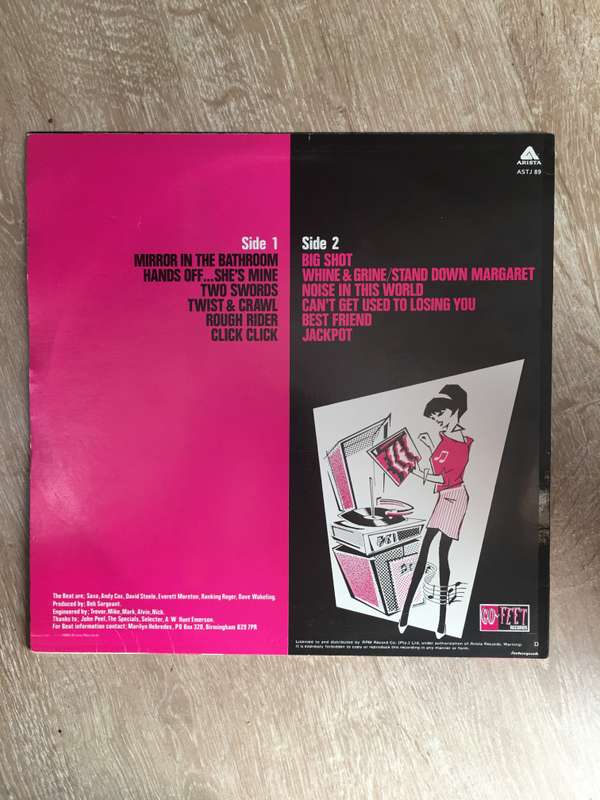 ARISTA
ASTJ 89
Side 1
MIRROR IN THE BATHROOM
HANDS OFF...SHE'S MINE
TWO SWORDS
TWIST & CRAWL
ROUGH RIDER
CLICK CLICK
Side 2
BIG SHOT
WHINE & GRINE/STAND DOWN MARGARET
NOISE IN THIS WORLD
CAN'T GET USED TO LOSING YOU
BEST FRIEND
JACKPOT
The Beat are; Saxa, Andy Cox, David Steele, Everett Moreton, Ranking Roger, Dave Wakeling.
Produced by; Bob Sargeant.
Engineered by; Trevor, Mike, Mark, Alvin, Nick.
Thanks to; John Peel, The Specials, Selecter, & 'W' Hunt Emerson.
For Beat information contact; Marilyn Hebredes, PO Box 320, Birmingham B20 7PR
GO-FEET
RECORDS
Licensed to and distributed by ARM Record Co. (Pty.) Ltd. under authorization of Arista Records, Marketing. D
It is expressly forbidden to copy or reproduce this recording in any manner or form.